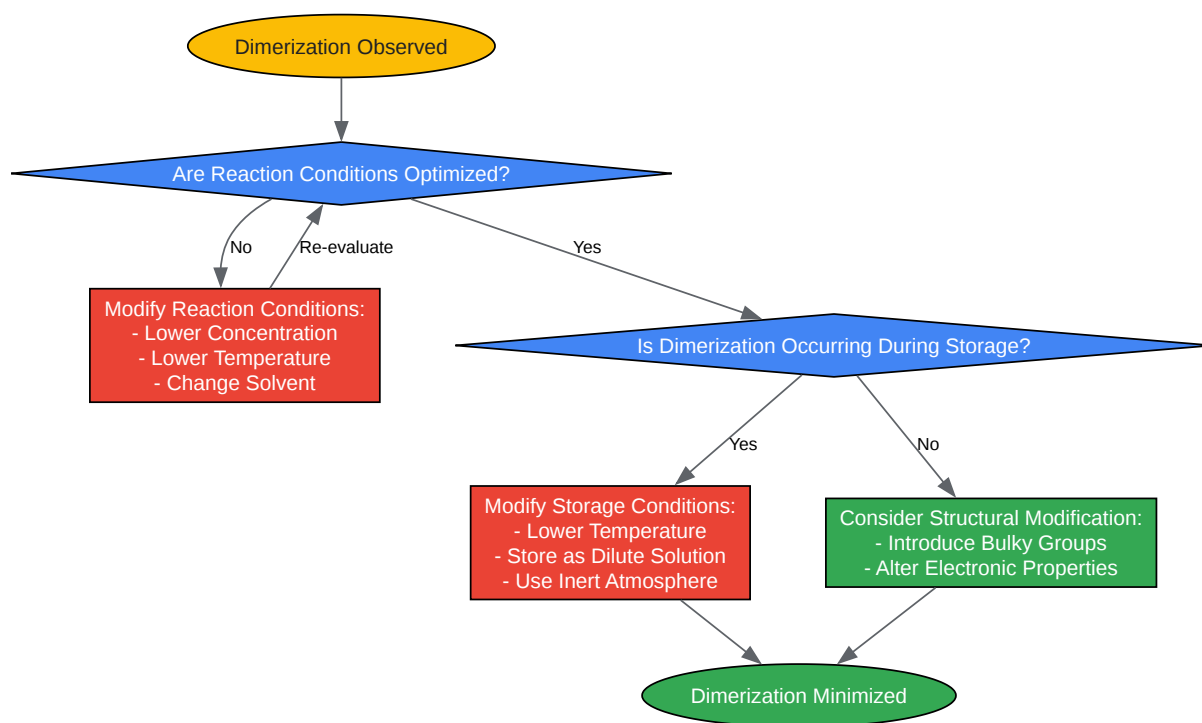 Dimerization Observed
Are Reaction Conditions Optimized?
No
Re-evaluate
Yes
Modify Reaction Conditions:
- Lower Concentration
- Lower Temperature
- Change Solvent
Is Dimerization Occurring During Storage?
Yes
No
Modify Storage Conditions:
- Lower Temperature
- Store as Dilute Solution
- Use Inert Atmosphere
Consider Structural Modification:
- Introduce Bulky Groups
- Alter Electronic Properties
Dimerization Minimized